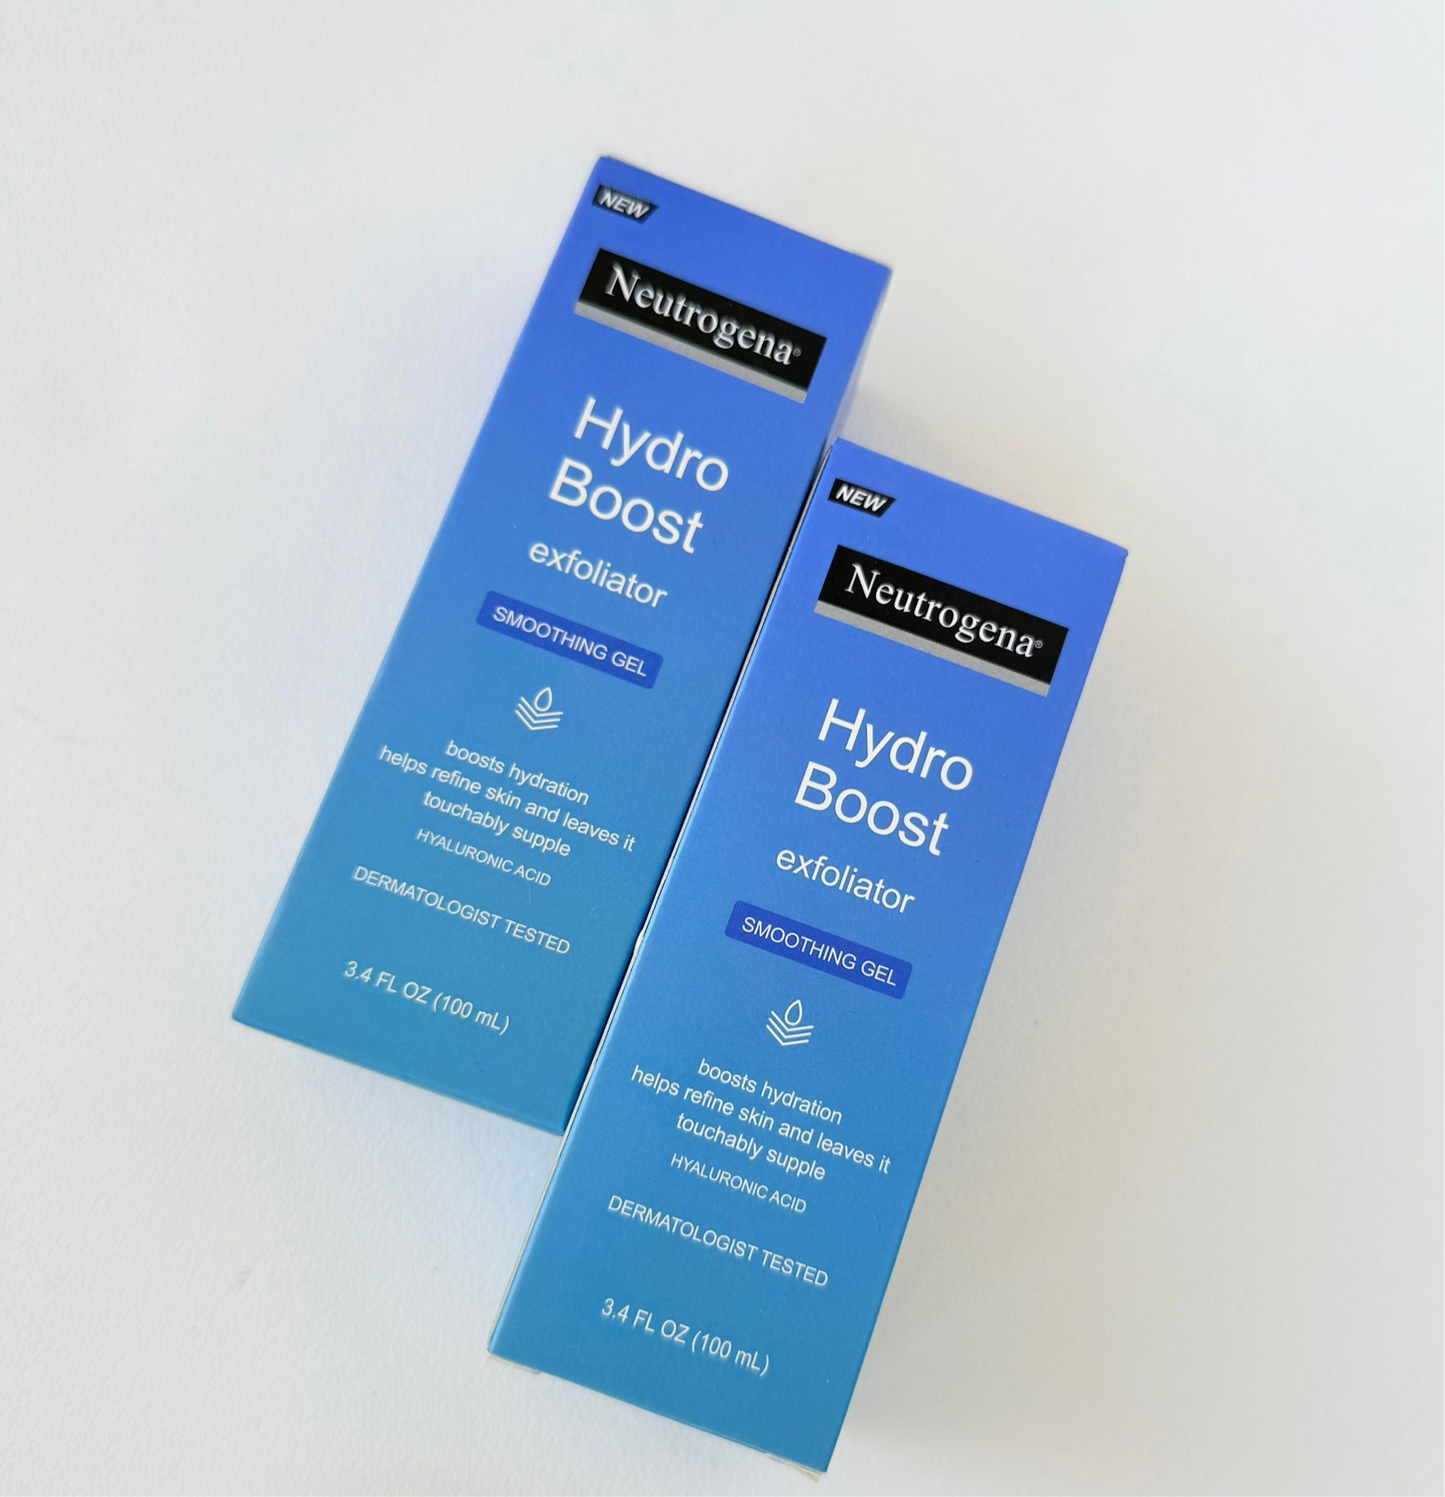 NEW
Neutrogena®
Hydro
Boost
exfoliator
SMOOTHING GEL
boosts hydration
helps refine skin and leaves it
touchably supple
HYALURONIC ACID
DERMATOLOGIST TESTED
3.4 FL OZ (100 mL)
NEW
Neutrogena®
Hydro
Boost
exfoliator
SMOOTHING GEL
boosts hydration
helps refine skin and leaves it
touchably supple
HYALURONIC ACID
DERMATOLOGIST TESTED
3.4 FL OZ (100 mL)